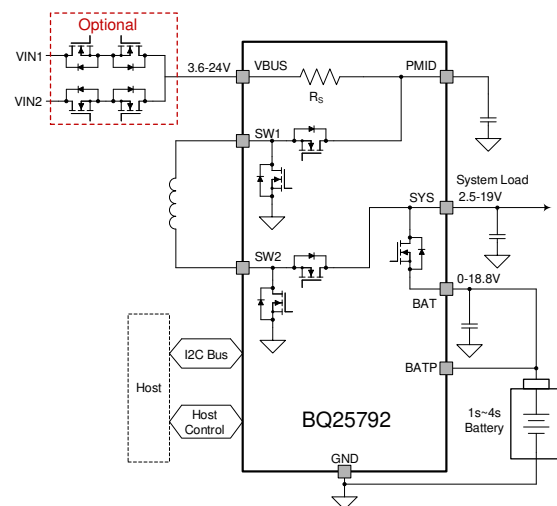 Optional
VIN1
VIN2
3.6-24V
VBUS
RS
PMID
SW1
System Load
2.5-19V
SYS
SW2
0-18.8V
BAT
I2C Bus
Host
BATP
Host
Control
BQ25792
1s~4s
Battery
GND